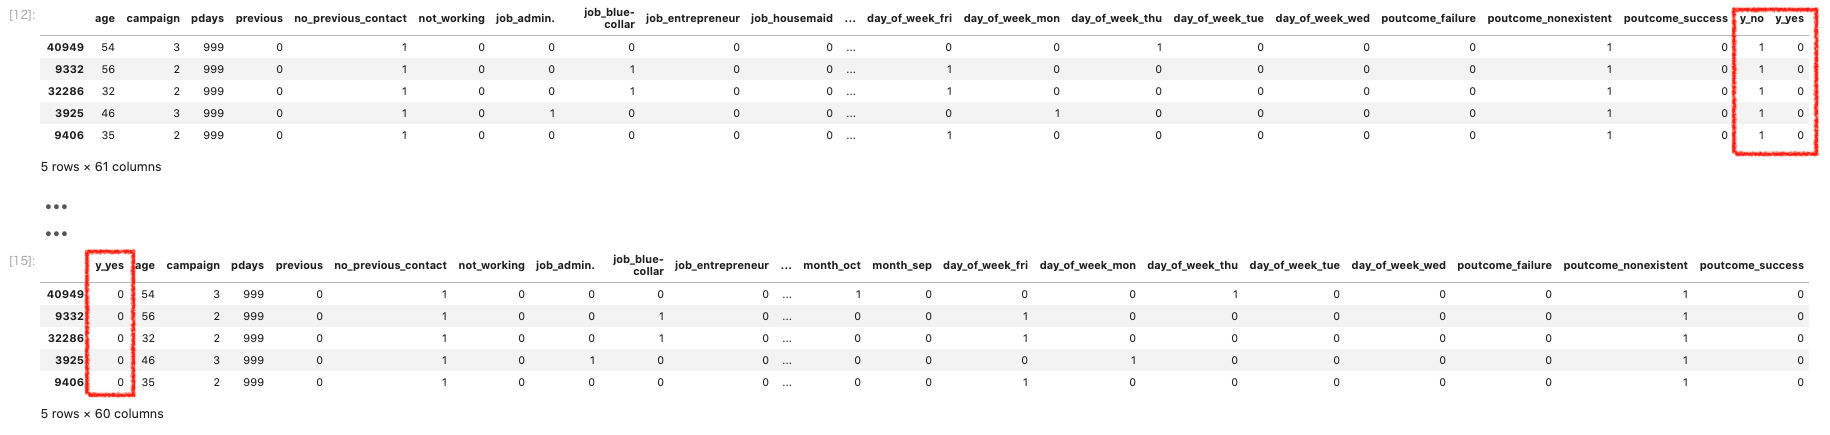 [12]:
age campaign pdays previous no_previous_contact not_working job_admin. job_blue-collar job_entrepreneur job_housemaid ... day_of_week_fri day_of_week_mon day_of_week_thu day_of_week_tue day_of_week_wed poutcome_failure poutcome_nonexistent poutcome_success y_no y_yes
40949 54 3 999 0 1 0 0 0 0 0 ... 0 0 1 0 0 0 1 0 1 0
9332 56 2 999 0 1 0 0 1 0 0 ... 1 0 0 0 0 0 1 0 1 0
32286 32 2 999 0 1 0 0 1 0 0 ... 1 0 0 0 0 0 1 0 1 0
3925 46 3 999 0 1 0 1 0 0 0 ... 0 1 0 0 0 0 1 0 1 0
9406 35 2 999 0 1 0 0 0 0 0 ... 1 0 0 0 0 0 1 0 1 0
5 rows × 61 columns
•••
•••
[15]:
y_yes age campaign pdays previous no_previous_contact not_working job_admin. job_blue-collar job_entrepreneur ... month_oct month_sep day_of_week_fri day_of_week_mon day_of_week_thu day_of_week_tue day_of_week_wed poutcome_failure poutcome_nonexistent poutcome_success
40949 0 54 3 999 0 1 0 0 0 0 ... 1 0 0 0 1 0 0 0 1 0
9332 0 56 2 999 0 1 0 0 1 0 ... 0 0 1 0 0 0 0 0 1 0
32286 0 32 2 999 0 1 0 0 1 0 ... 0 0 1 0 0 0 0 0 1 0
3925 0 46 3 999 0 1 0 1 0 0 ... 0 0 0 1 0 0 0 0 1 0
9406 0 35 2 999 0 1 0 0 0 0 ... 0 0 1 0 0 0 0 0 1 0
5 rows × 60 columns